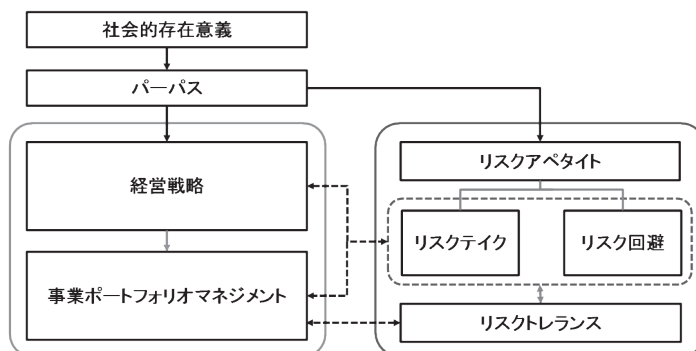 社会的存在意義
パーパス
経営戦略
事業ポートフォリオマネジメント
リスクアペタイト
リスクテイク
リスク回避
リスクトレランス